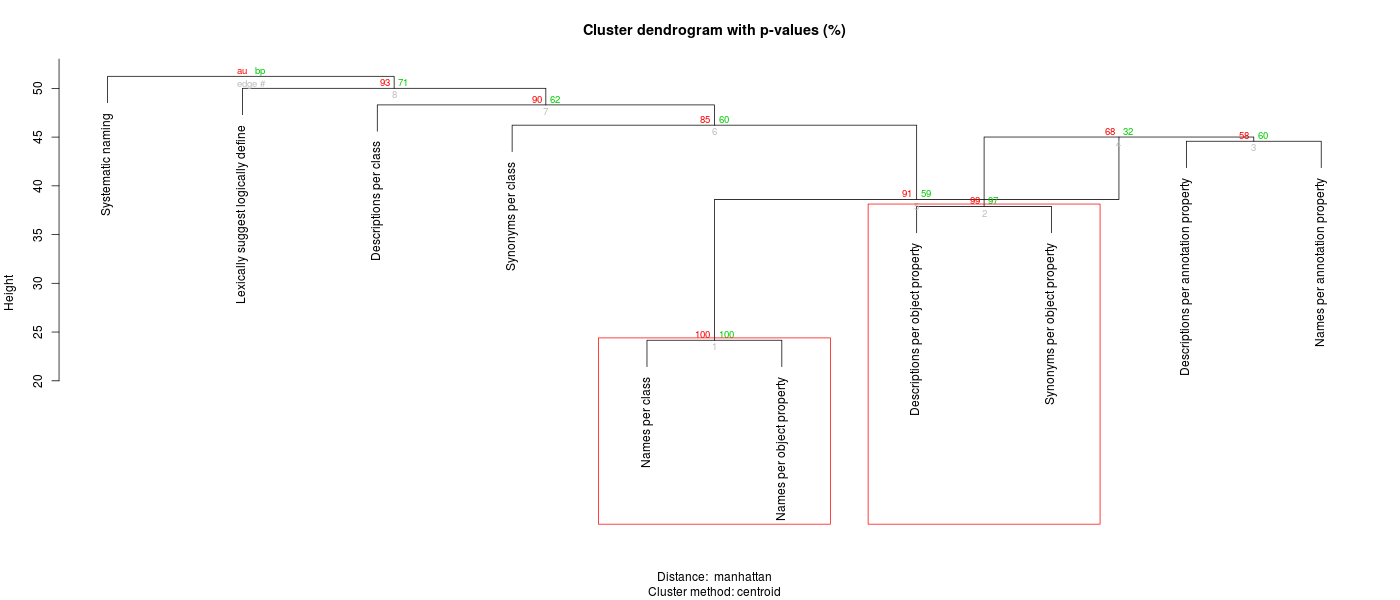 Cluster dendrogram with p-values (%)
au bp
edge #
93 71
8
90 62
7
85 60
6
68 32
4
58 60
3
91 59
99 97
2
100 100
1
50
45
40
35
30
25
20
Height
Systematic naming
Lexically suggest logically define
Descriptions per class
Synonyms per class
Names per class
Names per object property
Descriptions per object property
Synonyms per object property
Descriptions per annotation property
Names per annotation property
Distance: manhattan
Cluster method: centroid